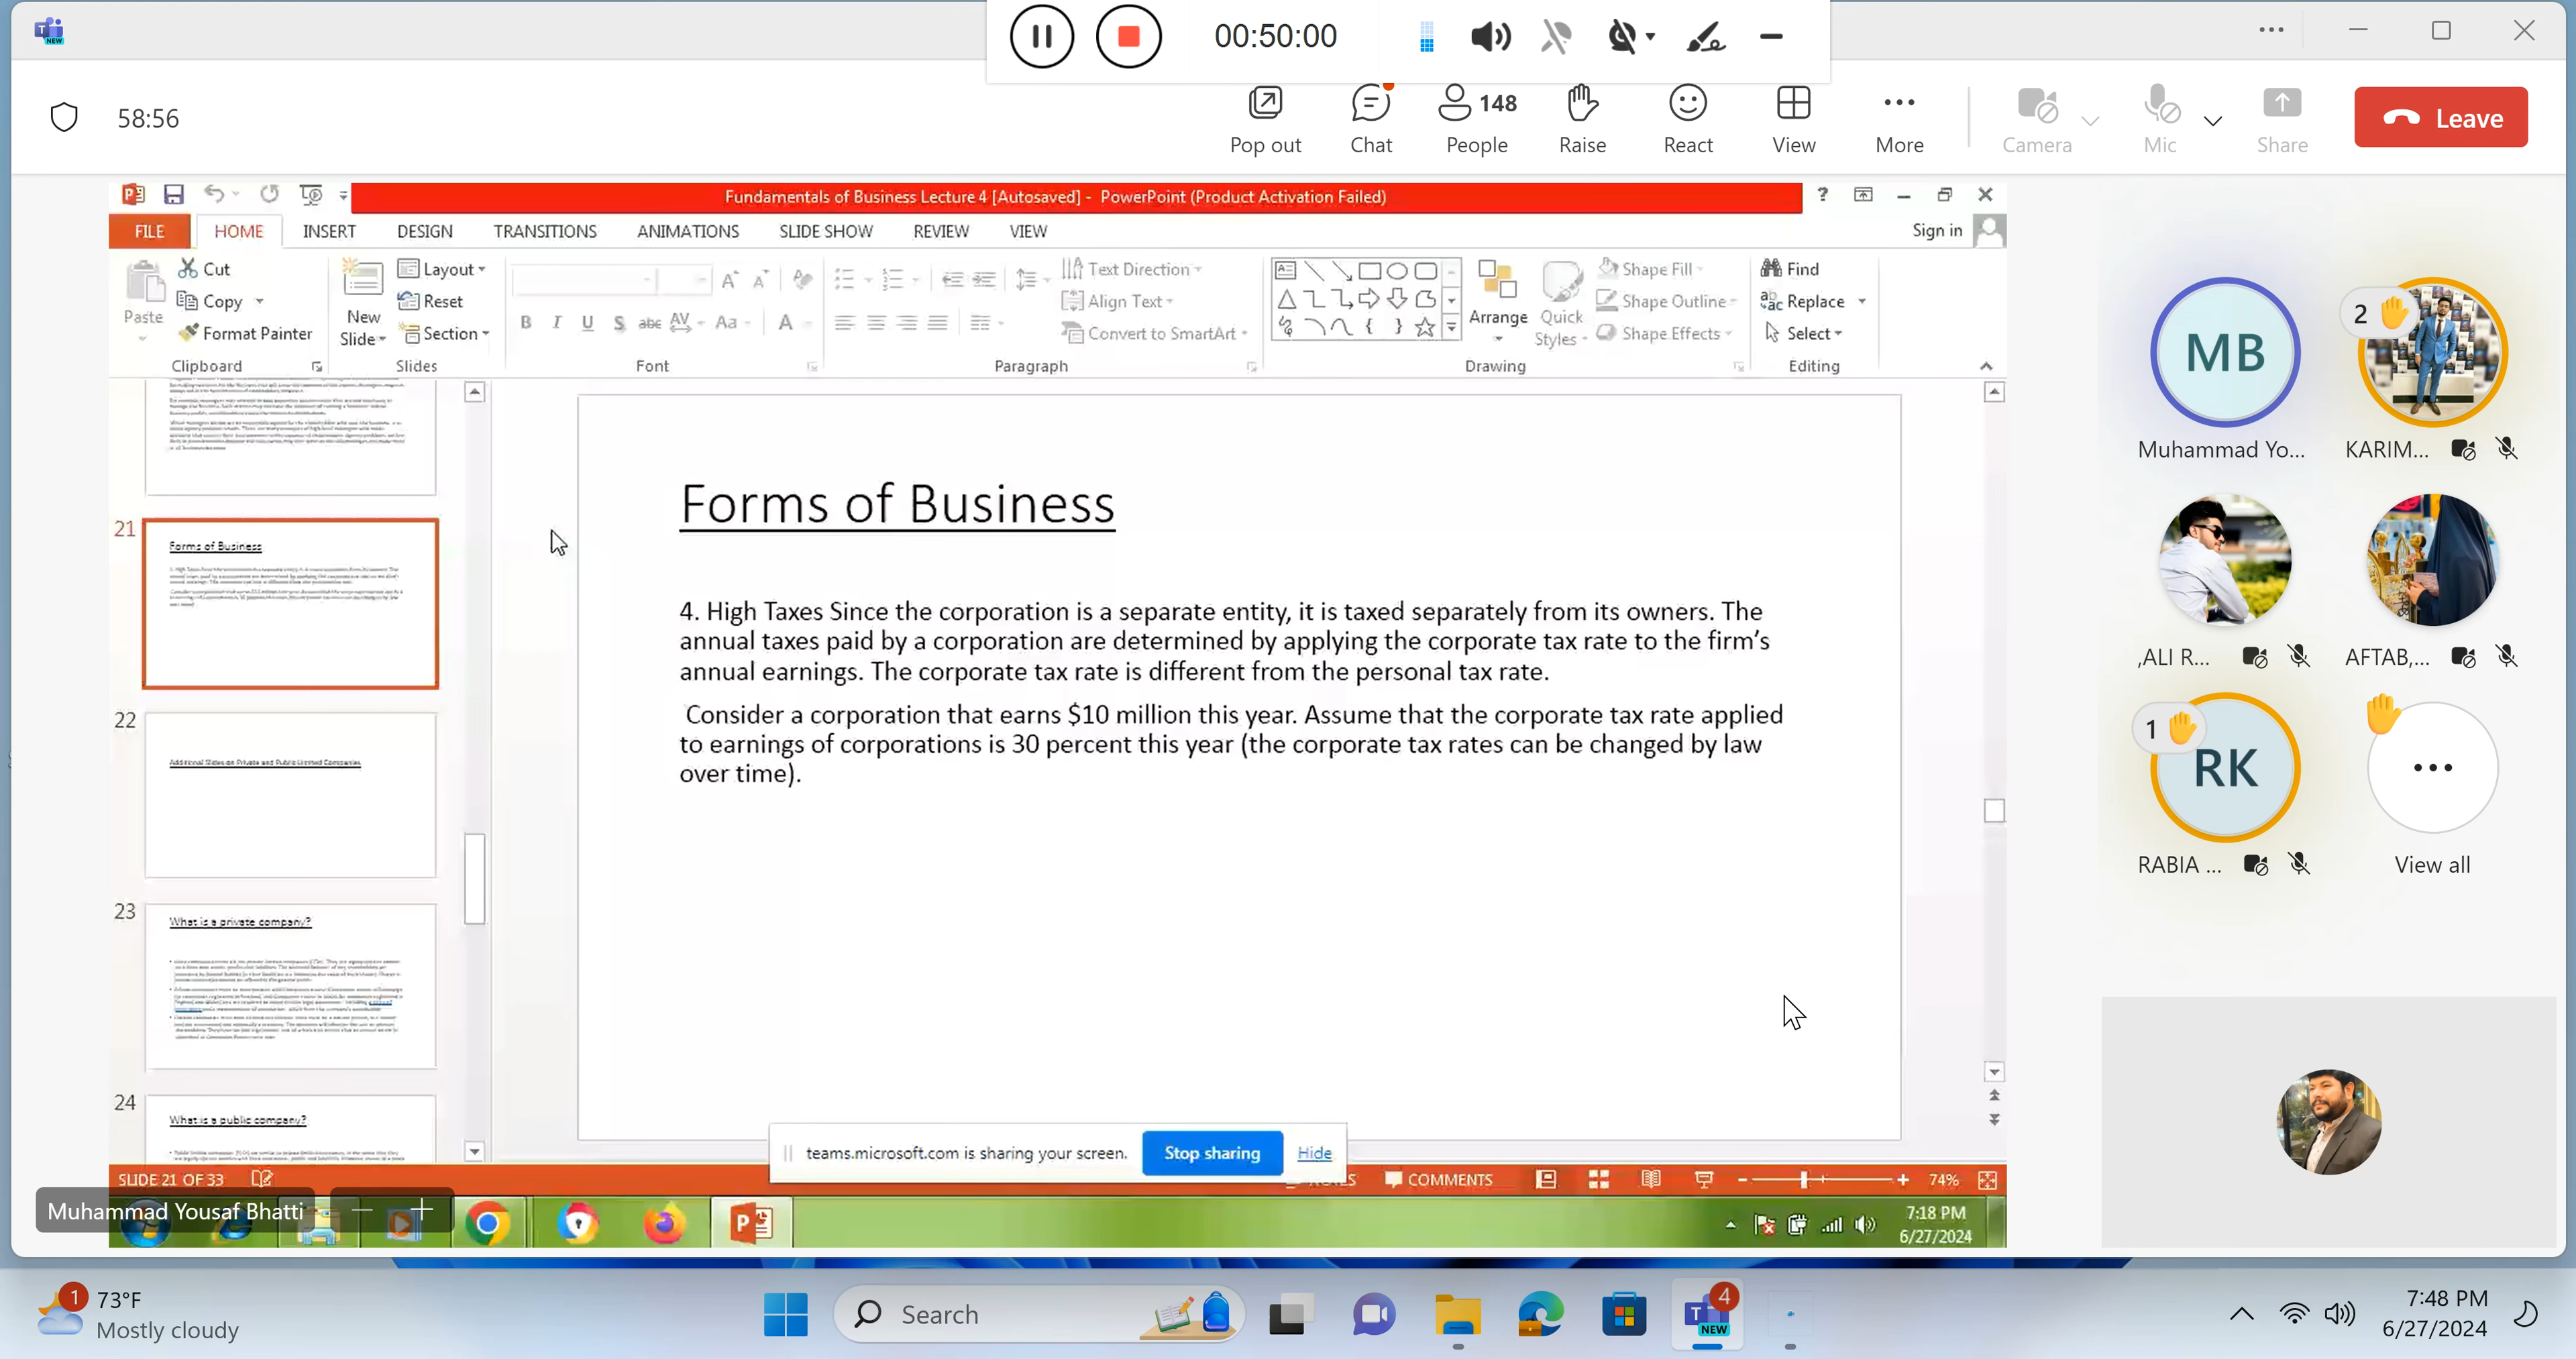 00:50:00
58:56
Pop out
Chat
148
People
Raise
React
View
More
Camera
Mic
Share
Leave
Fundamentals of Business Lecture 4 [Autosaved] - PowerPoint (Product Activation Failed)
FILE
HOME
INSERT
DESIGN
TRANSITIONS
ANIMATIONS
SLIDE SHOW
REVIEW
VIEW
Sign in
Paste
Cut
Copy
Format Painter
Clipboard
New
Slide
Layout
Reset
Section
Slides
Font
Text Direction
Align Text
Convert to SmartArt
Paragraph
Arrange
Quick
Styles
Shape Fill
Shape Outline
Shape Effects
Drawing
Find
Replace
Select
Editing
21
Forms of Business
22
Additional Slides on Private and Public Limited Companies
23
What is a private company?
24
What is a public company?
Forms of Business
4. High Taxes Since the corporation is a separate entity, it is taxed separately from its owners. The
annual taxes paid by a corporation are determined by applying the corporate tax rate to the firm’s
annual earnings. The corporate tax rate is different from the personal tax rate.
Consider a corporation that earns $10 million this year. Assume that the corporate tax rate applied
to earnings of corporations is 30 percent this year (the corporate tax rates can be changed by law
over time).
teams.microsoft.com is sharing your screen.
Stop sharing
Hide
SLIDE 21 OF 33
COMMENTS
74%
Muhammad Yousaf Bhatti
7:18 PM
6/27/2024
MB
Muhammad Yo...
2
KARIM...
,ALI R...
AFTAB,...
1
RK
RABIA ...
View all
1
73°F
Mostly cloudy
Search
4
NEW
7:48 PM
6/27/2024